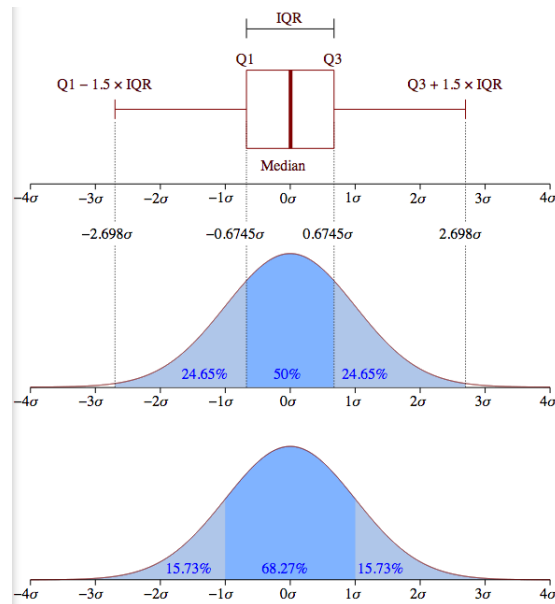 IQR
Q1 Q3
Q1 − 1.5 × IQR Q3 + 1.5 × IQR
Median
−4σ −3σ −2σ −1σ 0σ 1σ 2σ 3σ 4σ
−2.698σ −0.6745σ 0.6745σ 2.698σ
24.65% 50% 24.65%
−4σ −3σ −2σ −1σ 0σ 1σ 2σ 3σ 4σ
15.73% 68.27% 15.73%
−4σ −3σ −2σ −1σ 0σ 1σ 2σ 3σ 4σ